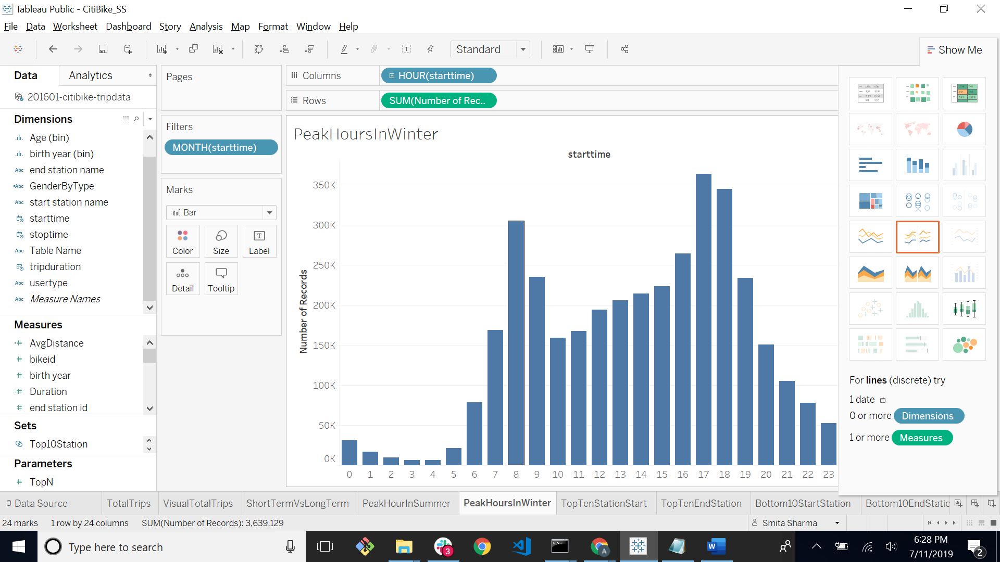 Tableau Public - CitiBike_SS
File Data Worksheet Dashboard Story Analysis Map Format Window Help
Standard
Show Me
Data Analytics
201601-citibike-tripdata
Dimensions
Age (bin)
birth year (bin)
Abc end station name
=Abc GenderByType
Abc start station name
starttime
stoptime
Abc Table Name
tripduration
Abc usertype
Abc Measure Names
Measures
=# AvgDistance
# bikeid
# birth year
=# Duration
# end station id
Sets
Top10Station
Parameters
# TopN
Pages
Filters
MONTH(starttime)
Marks
Bar
Color Size Label
Detail Tooltip
Columns HOUR(starttime)
Rows SUM(Number of Rec..
PeakHoursInWinter
starttime
Number of Records
350K
300K
250K
200K
150K
100K
50K
0K
0 1 2 3 4 5 6 7 8 9 10 11 12 13 14 15 16 17 18 19 20 21 22 23
For lines (discrete) try
1 date
0 or more Dimensions
1 or more Measures
Data Source TotalTrips VisualTotalTrips ShortTermVsLongTerm PeakHourInSummer PeakHoursInWinter TopTenStationStart TopTenEndStation Bottom10StartStation Bottom10EndStatio
24 marks 1 row by 24 columns SUM(Number of Records): 3,639,129
Smita Sharma
Type here to search
3
A
W
6:28 PM
7/11/2019
2